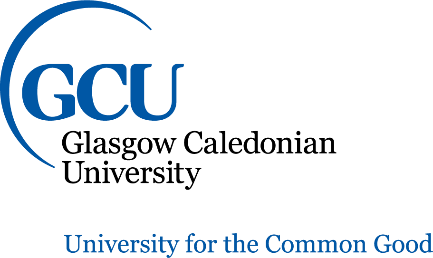 GCU
Glasgow Caledonian
University
University for the Common Good